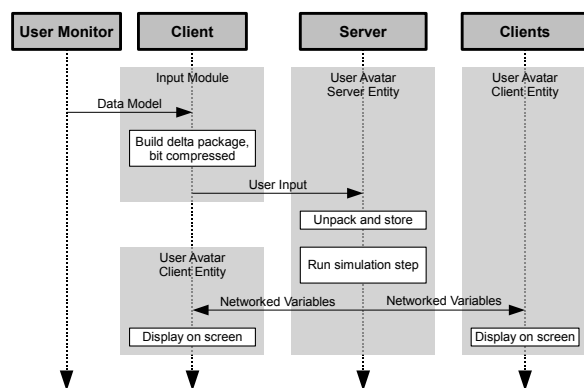 User Monitor
Client
Server
Clients
Input Module
User Avatar
Server Entity
User Avatar
Client Entity
Data Model
Build delta package,
bit compressed
User Input
Unpack and store
User Avatar
Client Entity
Run simulation step
Networked Variables
Networked Variables
Display on screen
Display on screen